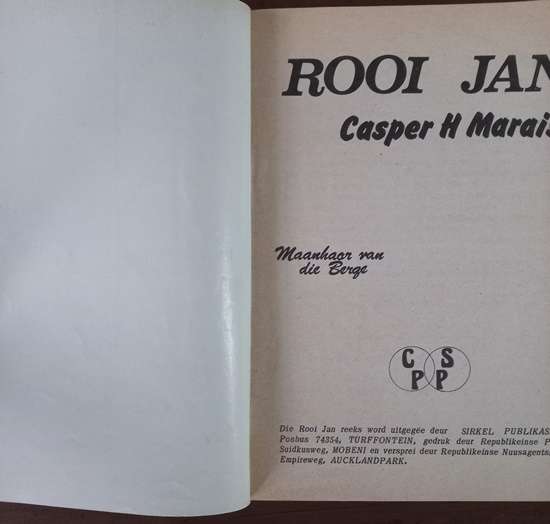 ROOI JAN
Casper H Marais
Maanhaar van
die Berge
C S
P P
Die Rooi Jan reeks word uitgegee deur SIRKEL PUBLIKAS
Posbus 74354, TURFFONTEIN, gedruk deur Republikeinse P
Suidkusweg, MOBENI en versprei deur Republikeinse Nuusagents
Empireweg, AUCKLANDPARK.